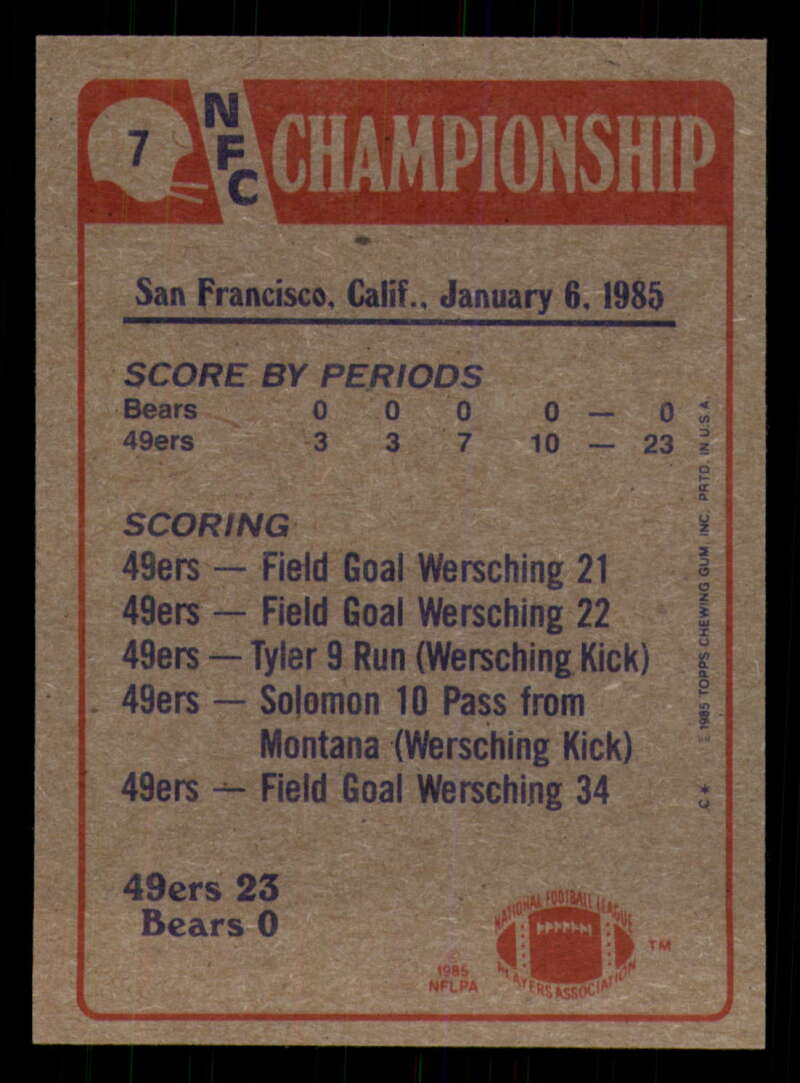 7
NFC
CHAMPIONSHIP
San Francisco, Calif., January 6, 1985
SCORE BY PERIODS
Bears 0 0 0 0 — 0
49ers 3 3 7 10 — 23
SCORING
49ers — Field Goal Wersching 21
49ers — Field Goal Wersching 22
49ers — Tyler 9 Run (Wersching Kick)
49ers — Solomon 10 Pass from
Montana (Wersching Kick)
49ers — Field Goal Wersching 34
49ers 23
Bears 0
©
1985
NFLPA
NATIONAL FOOTBALL LEAGUE
PLAYERS ASSOCIATION
TM
C* © 1985 TOPPS CHEWING GUM, INC. PRTD. IN U.S.A.